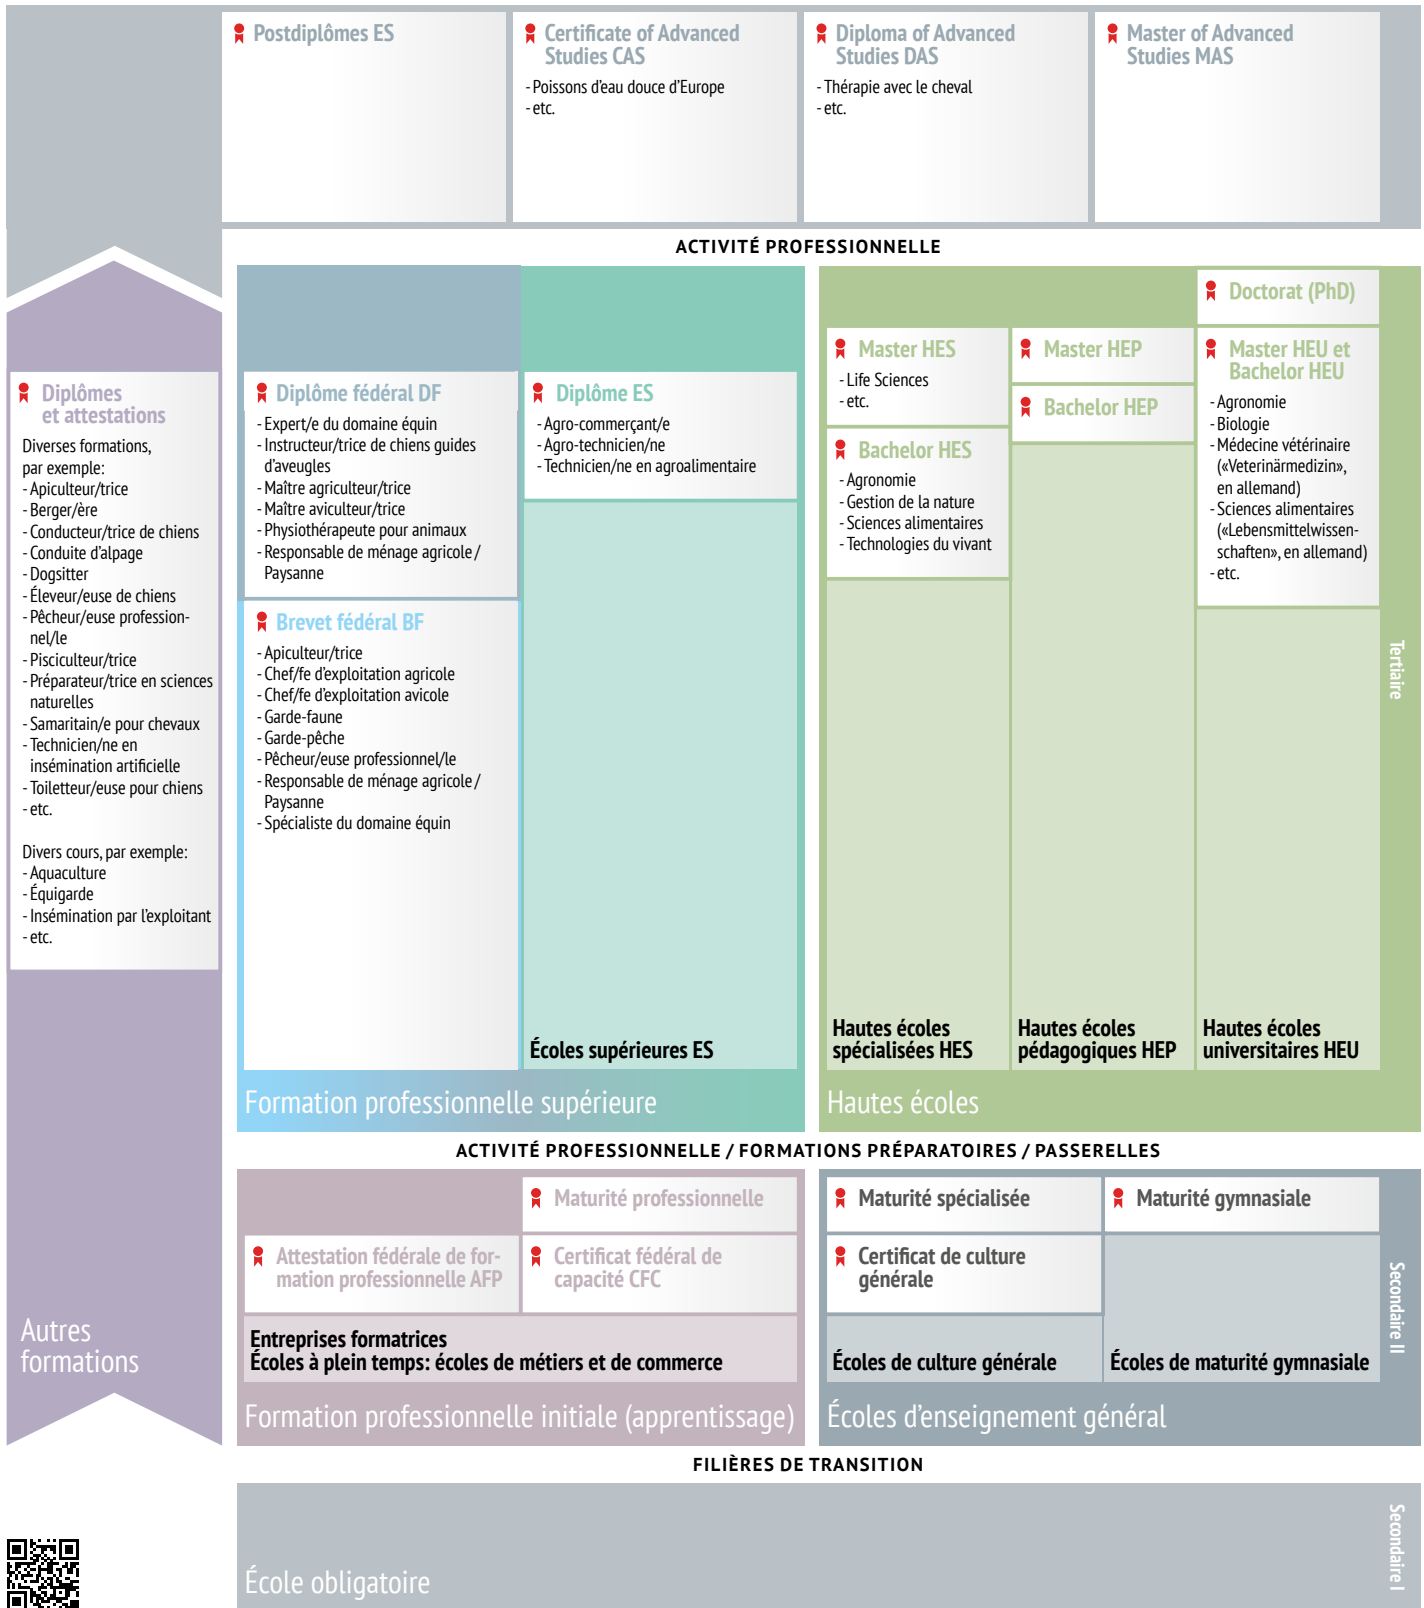 Postdiplômes ES
Certificate of Advanced
Studies CAS
- Poissons d'eau douce d'Europe
- etc.
Diploma of Advanced
Studies DAS
- Thérapie avec le cheval
- etc.
Master of Advanced
Studies MAS
ACTIVITÉ PROFESSIONNELLE
Diplômes
et attestations
Diverses formations,
par exemple:
- Apiculteur/trice
- Berger/ère
- Conducteur/trice de chiens
- Conduite d'alpage
- Dogsitter
- Éleveur/euse de chiens
- Pêcheur/euse profession-
nel/le
- Pisciculteur/trice
- Préparateur/trice en sciences
naturelles
- Samaritain/e pour chevaux
- Technicien/ne en
insémination artificielle
- Toiletteur/euse pour chiens
- etc.
Divers cours, par exemple:
- Aquaculture
- Équigarde
- Insémination par l'exploitant
- etc.
Autres
formations
Diplôme fédéral DF
- Expert/e du domaine équin
- Instructeur/trice de chiens guides
d'aveugles
- Maître agriculteur/trice
- Maître aviculteur/trice
- Physiothérapeute pour animaux
- Responsable de ménage agricole /
Paysanne
Brevet fédéral BF
- Apiculteur/trice
- Chef/fe d'exploitation agricole
- Chef/fe d'exploitation avicole
- Garde-faune
- Garde-pêche
- Pêcheur/euse professionnel/le
- Responsable de ménage agricole /
Paysanne
- Spécialiste du domaine équin
Diplôme ES
- Agro-commerçant/e
- Agro-technicien/ne
- Technicien/ne en agroalimentaire
Écoles supérieures ES
Formation professionnelle supérieure
Master HES
- Life Sciences
- etc.
Bachelor HES
- Agronomie
- Gestion de la nature
- Sciences alimentaires
- Technologies du vivant
Hautes écoles
spécialisées HES
Master HEP
Bachelor HEP
Hautes écoles
pédagogiques HEP
Doctorat (PhD)
Master HEU et
Bachelor HEU
- Agronomie
- Biologie
- Médecine vétérinaire
(«Veterinärmedizin»,
en allemand)
- Sciences alimentaires
(«Lebensmittelwissen-
schaften», en allemand)
- etc.
Hautes écoles
universitaires HEU
Hautes écoles
Tertiaire
ACTIVITÉ PROFESSIONNELLE / FORMATIONS PRÉPARATOIRES / PASSERELLES
Maturité professionnelle
Attestation fédérale de for-
mation professionnelle AFP
Certificat fédéral de
capacité CFC
Entreprises formatrices
Écoles à plein temps: écoles de métiers et de commerce
Formation professionnelle initiale (apprentissage)
Maturité spécialisée
Certificat de culture
générale
Écoles de culture générale
Maturité gymnasiale
Écoles de maturité gymnasiale
Écoles d'enseignement général
Secondaire II
FILIÈRES DE TRANSITION
École obligatoire
Secondaire I